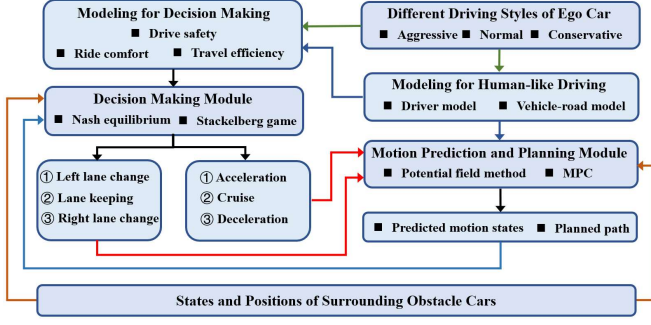 Modeling for Decision Making
■ Drive safety
■ Ride comfort ■ Travel efficiency
Different Driving Styles of Ego Car
■ Aggressive ■ Normal ■ Conservative
Modeling for Human-like Driving
■ Driver model ■ Vehicle-road model
Decision Making Module
■ Nash equilibrium ■ Stackelberg game
① Left lane change
② Lane keeping
③ Right lane change
① Acceleration
② Cruise
③ Deceleration
Motion Prediction and Planning Module
■ Potential field method ■ MPC
■ Predicted motion states ■ Planned path
States and Positions of Surrounding Obstacle Cars